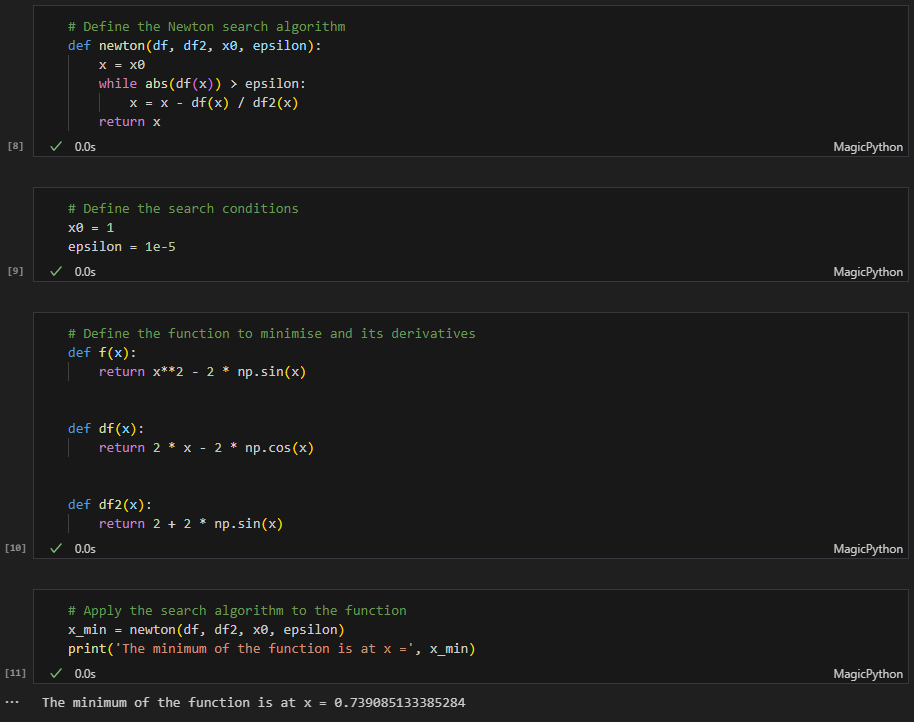 # Define the Newton search algorithm
def newton(df, df2, x0, epsilon):
    x = x0
    while abs(df(x)) > epsilon:
        x = x - df(x) / df2(x)
    return x
[8] ✓ 0.0s MagicPython
# Define the search conditions
x0 = 1
epsilon = 1e-5
[9] ✓ 0.0s MagicPython
# Define the function to minimise and its derivatives
def f(x):
    return x**2 - 2 * np.sin(x)
def df(x):
    return 2 * x - 2 * np.cos(x)
def df2(x):
    return 2 + 2 * np.sin(x)
[10] ✓ 0.0s MagicPython
# Apply the search algorithm to the function
x_min = newton(df, df2, x0, epsilon)
print('The minimum of the function is at x =', x_min)
[11] ✓ 0.0s MagicPython
... The minimum of the function is at x = 0.739085133385284